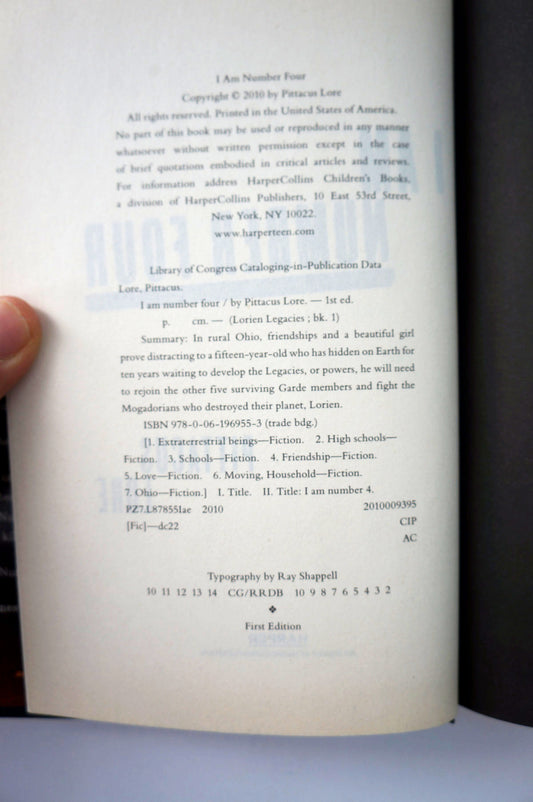 I Am Number Four
Copyright © 2010 by Pittacus Lore
All rights reserved. Printed in the United States of America.
No part of this book may be used or reproduced in any manner
whatsoever without written permission except in the case
of brief quotations embodied in critical articles and reviews.
For information address HarperCollins Children's Books,
a division of HarperCollins Publishers, 10 East 53rd Street,
New York, NY 10022.
www.harperteen.com
Library of Congress Cataloging-in-Publication Data
Lore, Pittacus.
I am number four / by Pittacus Lore. — 1st ed.
p. cm. — (Lorien Legacies ; bk. 1)
Summary: In rural Ohio, friendships and a beautiful girl
prove distracting to a fifteen-year-old who has hidden on Earth for
ten years waiting to develop the Legacies, or powers, he will need
to rejoin the other five surviving Garde members and fight the
Mogadorians who destroyed their planet, Lorien.
ISBN 978-0-06-196955-3 (trade bdg.)
[1. Extraterrestrial beings—Fiction. 2. High schools—
Fiction. 3. Schools—Fiction. 4. Friendship—Fiction.
5. Love—Fiction. 6. Moving, Household—Fiction.
7. Ohio—Fiction.] I. Title. II. Title: I am number 4.
PZ7.L87855Iae 2010 2010009395
[Fic]—dc22 CIP
AC
Typography by Ray Shappell
10 11 12 13 14 CG/RRDB 10 9 8 7 6 5 4 3 2
❖
First Edition